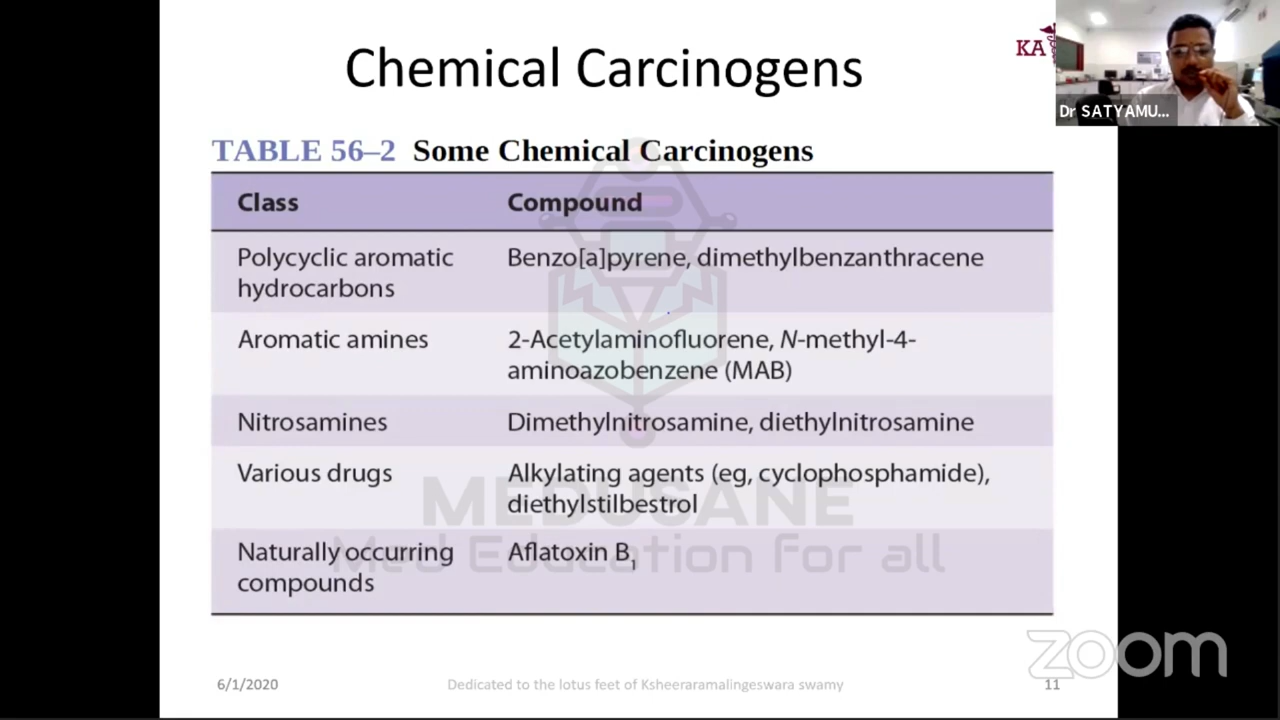 Chemical Carcinogens
KA
Dr SATYAMU...
TABLE 56–2 Some Chemical Carcinogens
Class Compound
Polycyclic aromatic Benzo[a]pyrene, dimethylbenzanthracene
hydrocarbons
Aromatic amines 2-Acetylaminofluorene, N-methyl-4-
aminoazobenzene (MAB)
Nitrosamines Dimethylnitrosamine, diethylnitrosamine
Various drugs Alkylating agents (eg, cyclophosphamide),
diethylstilbestrol
MEDUSANE
Naturally occurring Aflatoxin B₁
compounds
Med Education for all
zoom
6/1/2020 Dedicated to the lotus feet of Ksheeraramalingeswara swamy 11